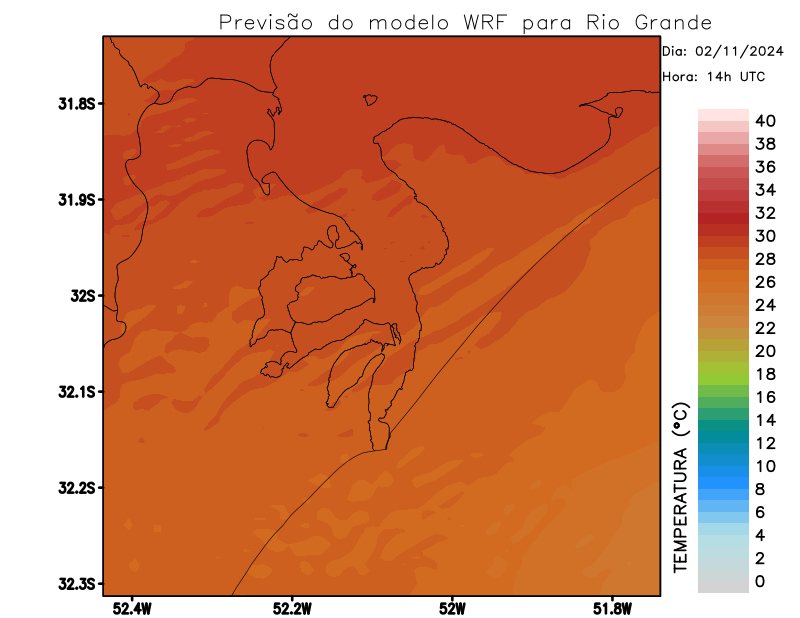 Previsão do modelo WRF para Rio Grande
Dia: 02/11/2024
Hora: 14h UTC
31.8S
31.9S
32S
32.1S
32.2S
32.3S
52.4W
52.2W
52W
51.8W
TEMPERATURA (°C)
40
38
36
34
32
30
28
26
24
22
20
18
16
14
12
10
8
6
4
2
0